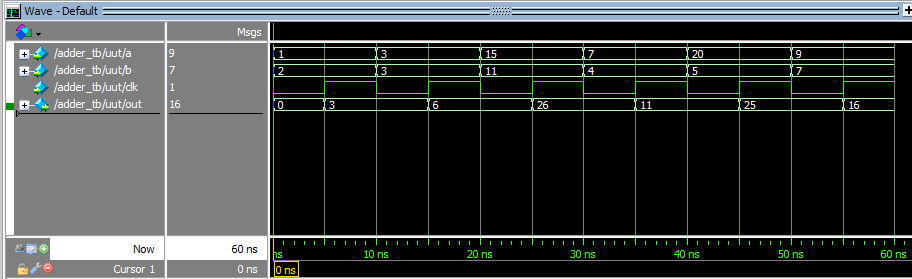 Wave - Default
Msgs
/adder_tb/uut/a 9 1 3 15 7 20 9
/adder_tb/uut/b 7 2 3 11 4 5 7
/adder_tb/uut/clk 1
/adder_tb/uut/out 16 0 3 6 26 11 25 16
Now 60 ns ns 10 ns 20 ns 30 ns 40 ns 50 ns 60 n
Cursor 1 0 ns 0 ns